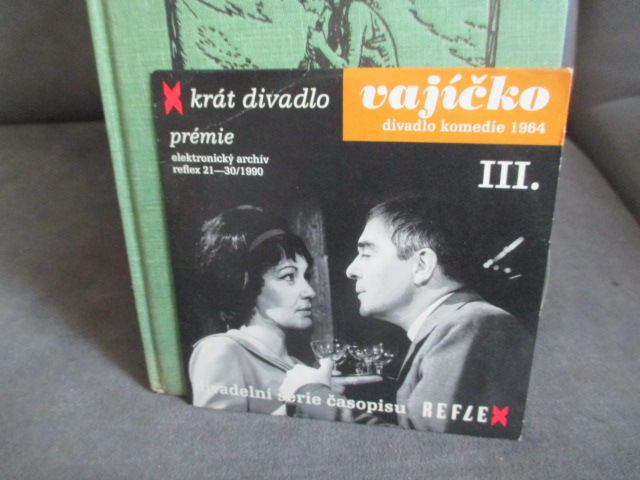 X krát divadlo
vajíčko
divadlo komedie 1964
prémie
elektronický archív
reflex 21—30/1990
III.
divadelní série časopisu REFLEX